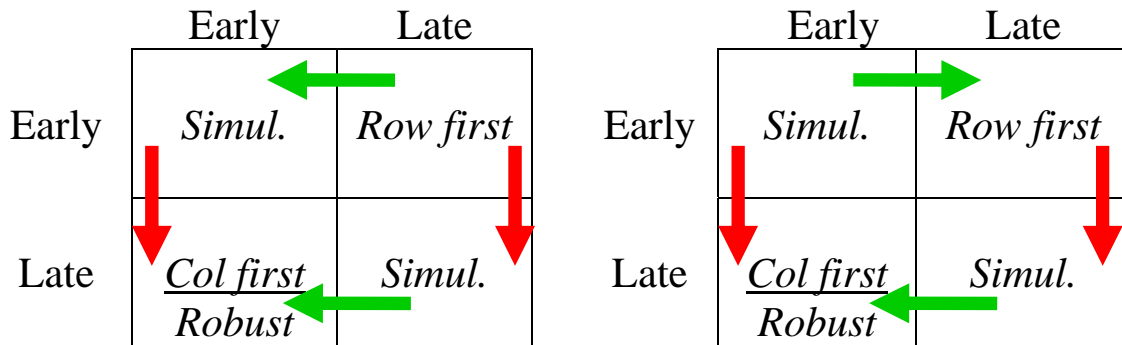 Early Late
Early Simul. Row first
Late Col first Simul.
Robust
Early Late
Early Simul. Row first
Late Col first Simul.
Robust